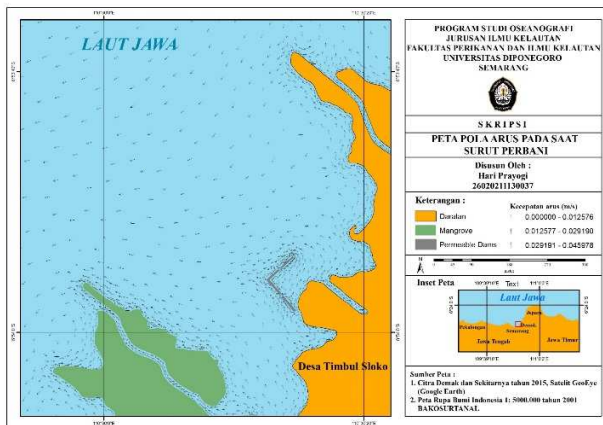 LAUT JAWA
Desa Timbul Sloko
PROGRAM STUDI OSEANOGRAFI
JURUSAN ILMU KELAUTAN
FAKULTAS PERIKANAN DAN ILMU KELAUTAN
UNIVERSITAS DIPONEGORO
SEMARANG
SKRIPSI
PETA POLA ARUS PADA SAAT
SURUT PERBANI
Disusun Oleh :
Hari Prayogi
26020211130037
Keterangan :
Kecepatan arus (m/s)
Daratan
0.000000 - 0.012576
Mangrove
0.012577 - 0.029190
Permeable Dams
0.029191 - 0.045978
N
Inset Peta
Text
Laut Jawa
Jepara
Pekalongan
Demak
Semarang
Jawa Tengah
Jawa Timur
Sumber Peta :
1. Citra Demak dan Sekitarnya tahun 2015, Satelit GeoEye
(Google Earth)
2. Peta Rupa Bumi Indonesia 1: 5000.000 tahun 2001
BAKOSURTANAL